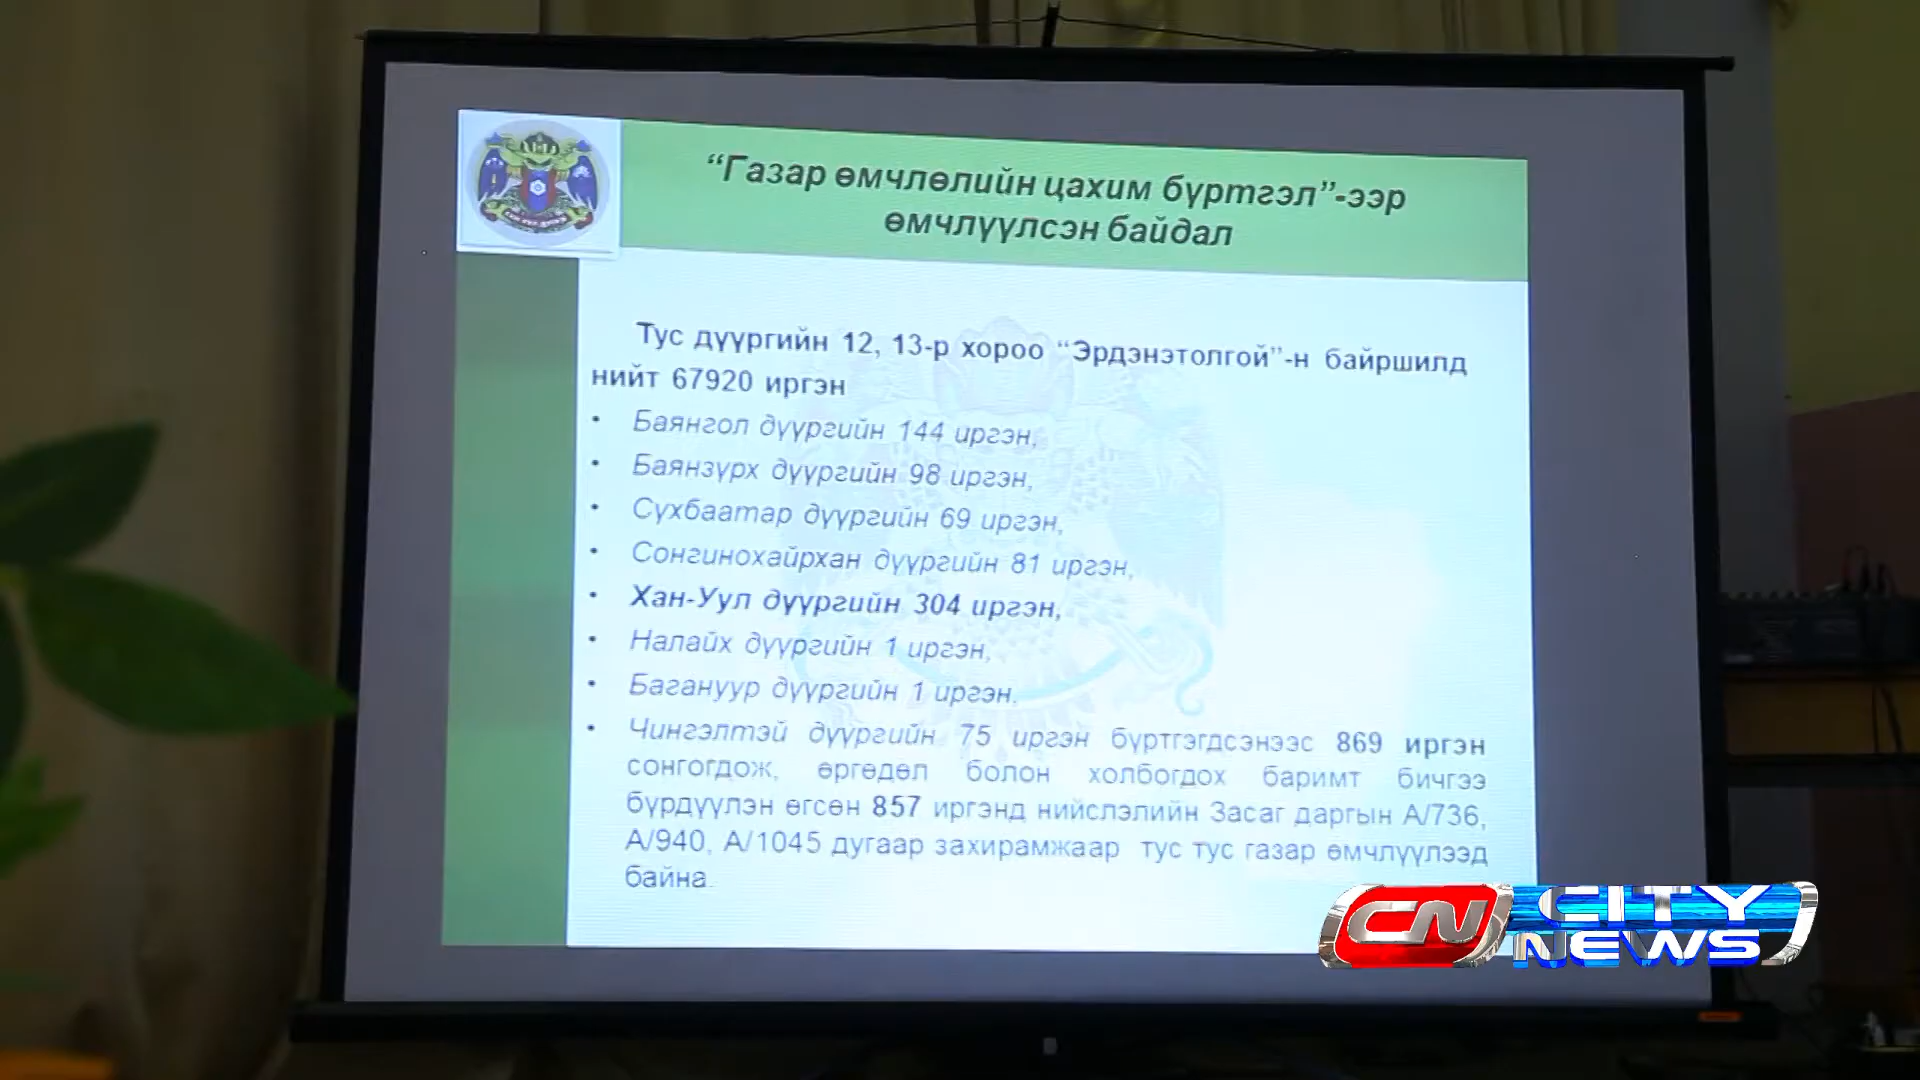 “Газар өмчлөлийн цахим бүртгэл”-ээр
өмчлүүлсэн байдал
Тус дүүргийн 12, 13-р хороо “Эрдэнэтолгой”-н байршилд
нийт 67920 иргэн
• Баянгол дүүргийн 144 иргэн,
• Баянзүрх дүүргийн 98 иргэн,
• Сүхбаатар дүүргийн 69 иргэн,
• Сонгинохайрхан дүүргийн 81 иргэн,
• Хан-Уул дүүргийн 304 иргэн,
• Налайх дүүргийн 1 иргэн,
• Багануур дүүргийн 1 иргэн.
• Чингэлтэй дүүргийн 75 иргэн бүртгэгдсэнээс 869 иргэн
сонгогдож, өргөдөл болон холбогдох баримт бичгээ
бүрдүүлэн өгсөн 857 иргэнд нийслэлийн Засаг даргын А/736,
А/940, А/1045 дугаар захирамжаар тус тус газар өмчлүүлээд
байна.
CN CITY
NEWS